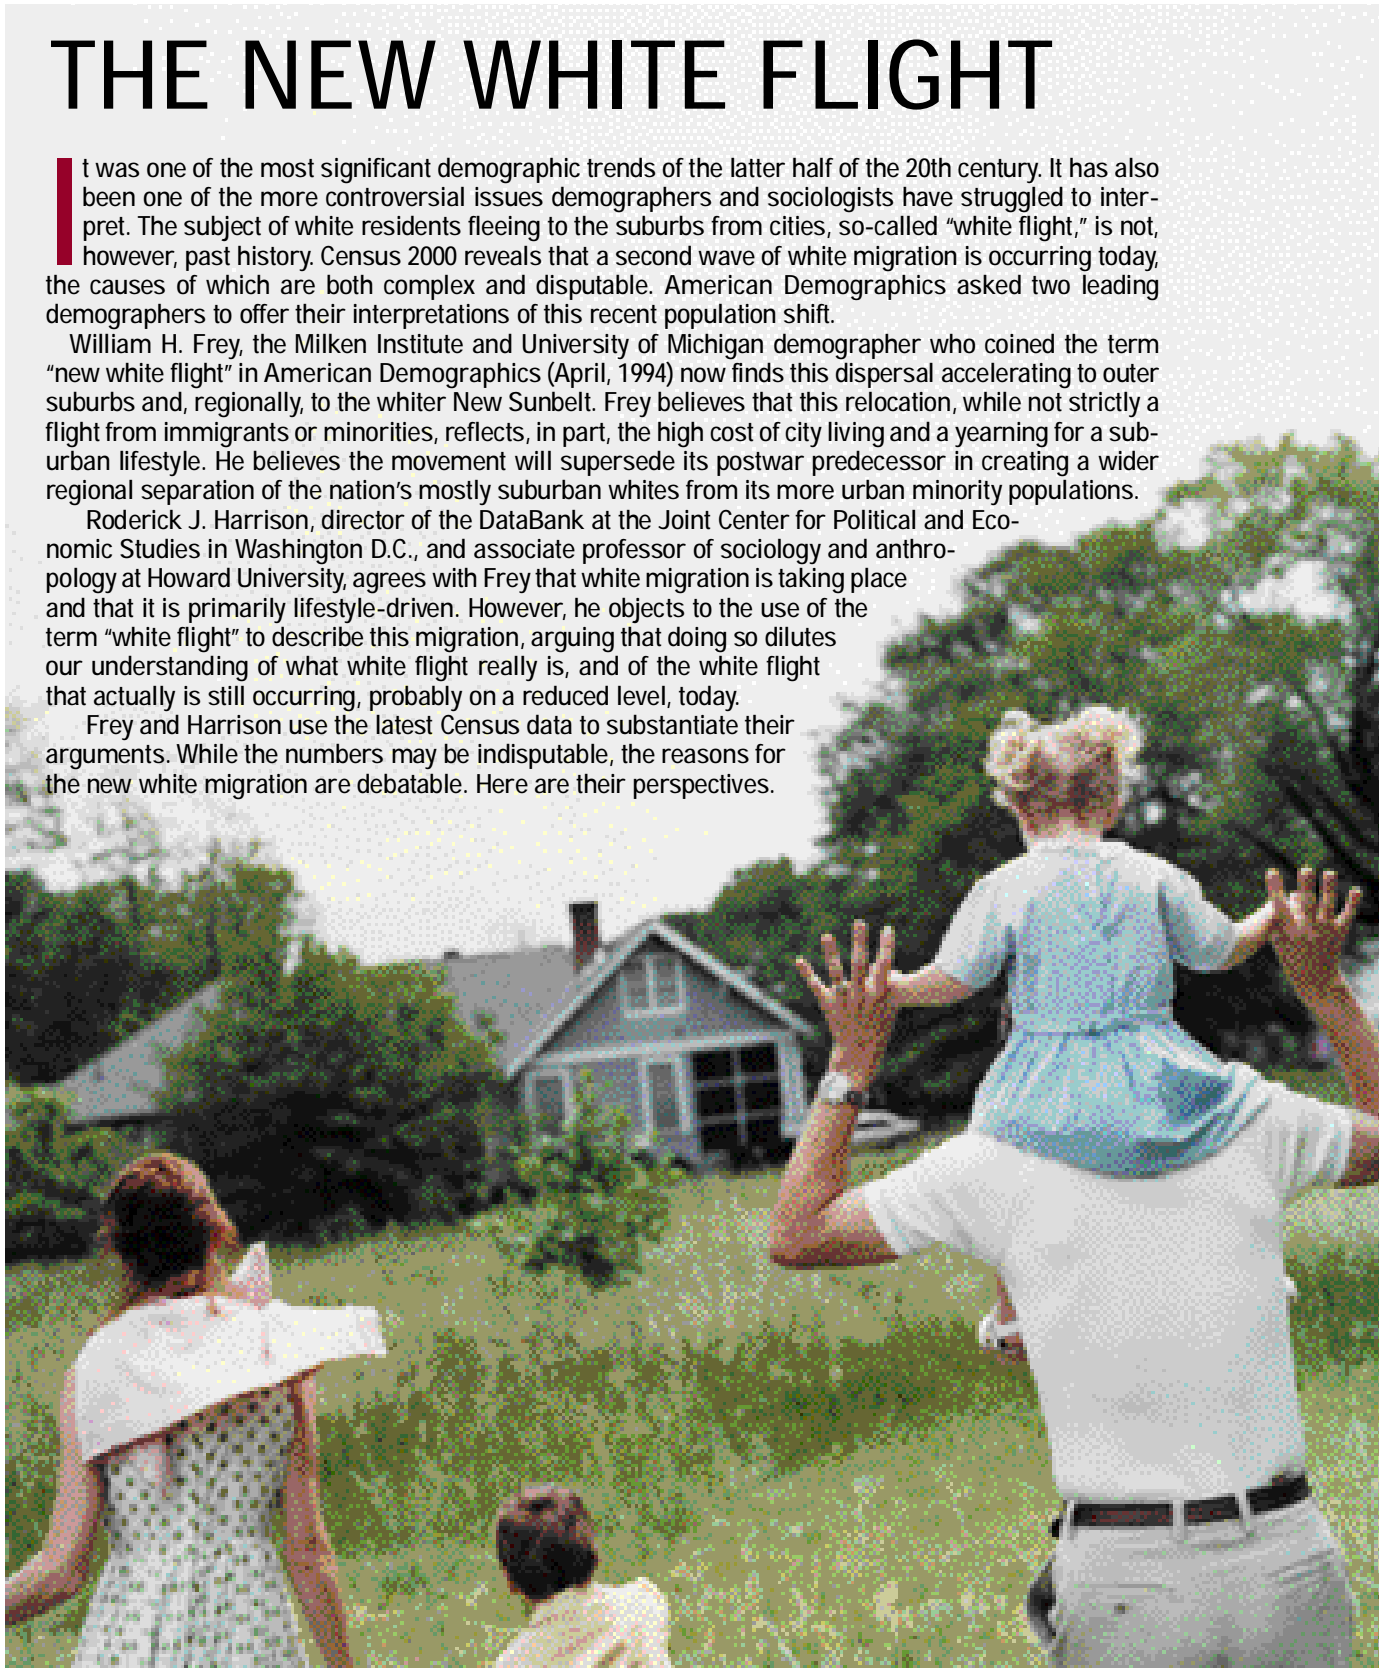 THE NEW WHITE FLIGHT
It was one of the most significant demographic trends of the latter half of the 20th century. It has also
been one of the more controversial issues demographers and sociologists have struggled to inter-
pret. The subject of white residents fleeing to the suburbs from cities, so-called “white flight,” is not,
however, past history. Census 2000 reveals that a second wave of white migration is occurring today,
the causes of which are both complex and disputable. American Demographics asked two leading
demographers to offer their interpretations of this recent population shift.
William H. Frey, the Milken Institute and University of Michigan demographer who coined the term
“new white flight” in American Demographics (April, 1994) now finds this dispersal accelerating to outer
suburbs and, regionally, to the whiter New Sunbelt. Frey believes that this relocation, while not strictly a
flight from immigrants or minorities, reflects, in part, the high cost of city living and a yearning for a sub-
urban lifestyle. He believes the movement will supersede its postwar predecessor in creating a wider
regional separation of the nation’s mostly suburban whites from its more urban minority populations.
Roderick J. Harrison, director of the DataBank at the Joint Center for Political and Eco-
nomic Studies in Washington D.C., and associate professor of sociology and anthro-
pology at Howard University, agrees with Frey that white migration is taking place
and that it is primarily lifestyle-driven. However, he objects to the use of the
term “white flight” to describe this migration, arguing that doing so dilutes
our understanding of what white flight really is, and of the white flight
that actually is still occurring, probably on a reduced level, today.
Frey and Harrison use the latest Census data to substantiate their
arguments. While the numbers may be indisputable, the reasons for
the new white migration are debatable. Here are their perspectives.